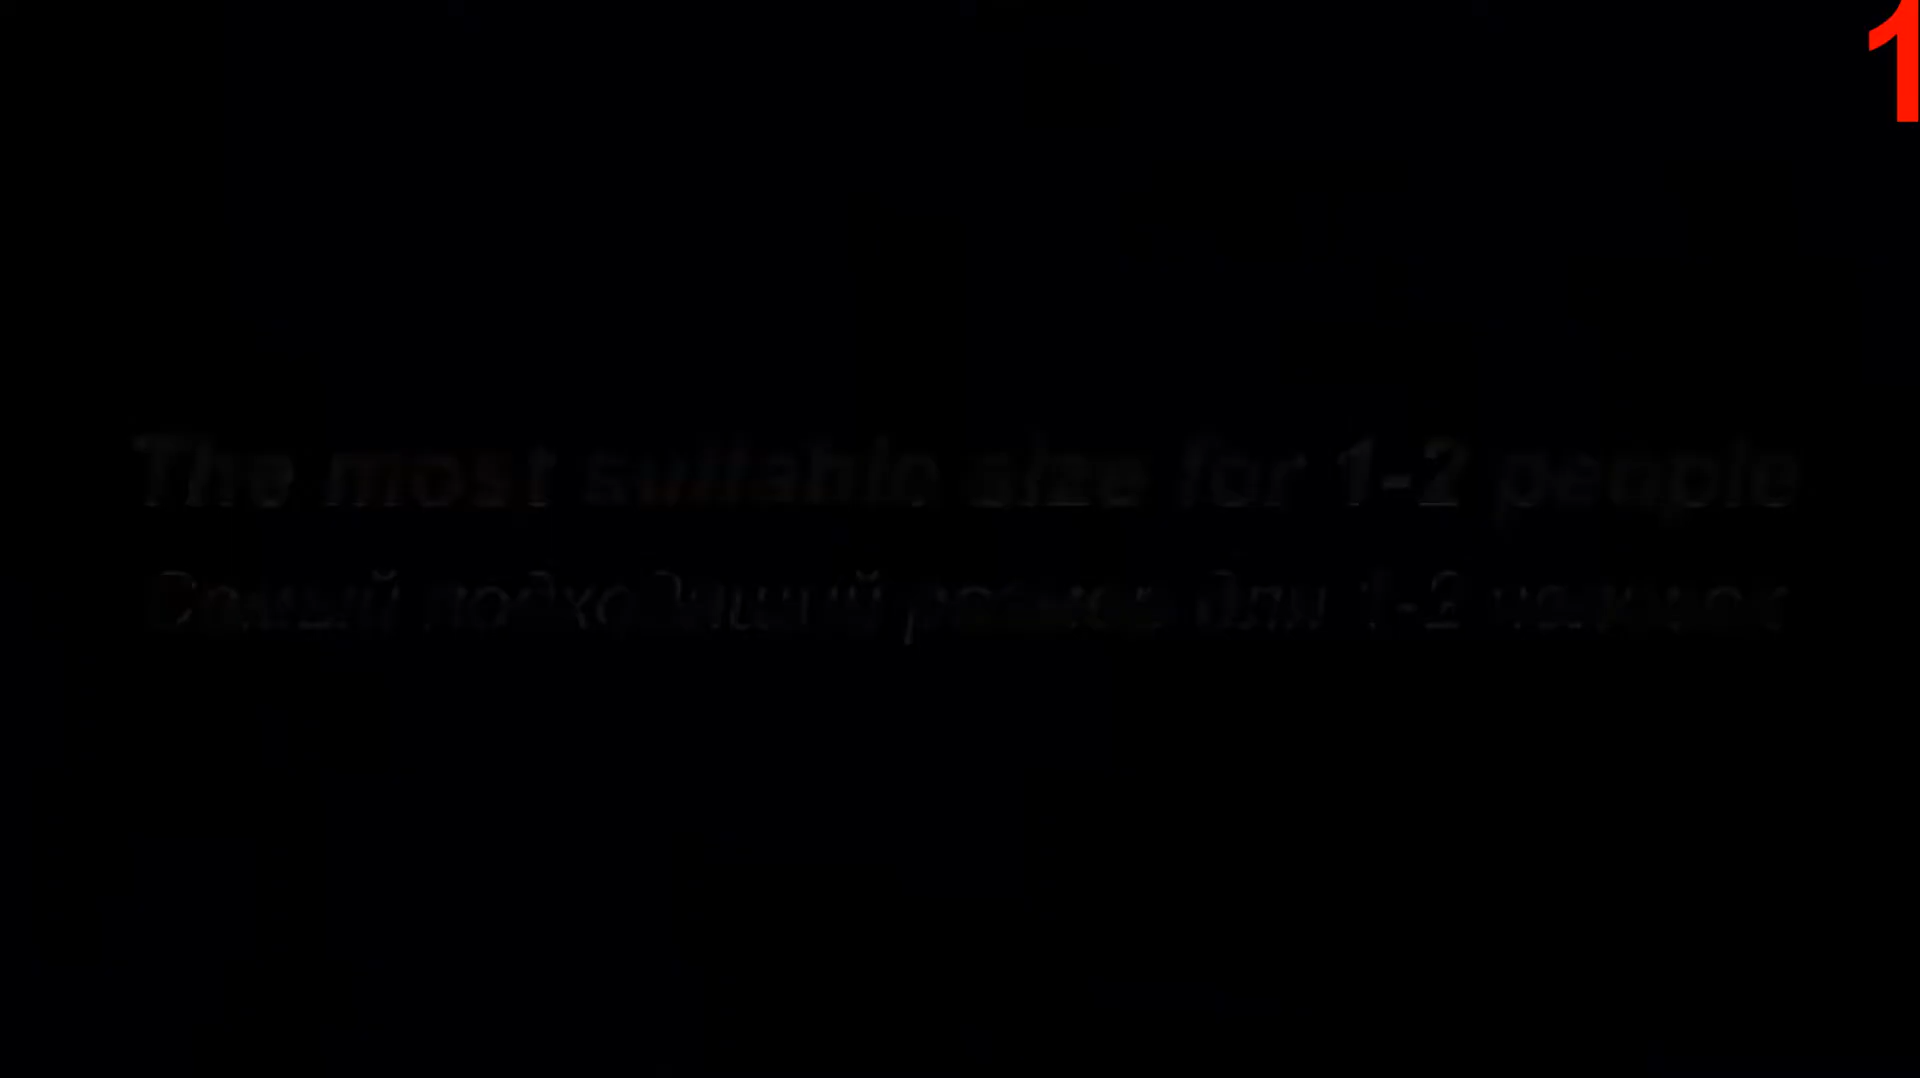 1
The most suitable size for 1-2 people
Самый подходящий размер для 1-2 человек